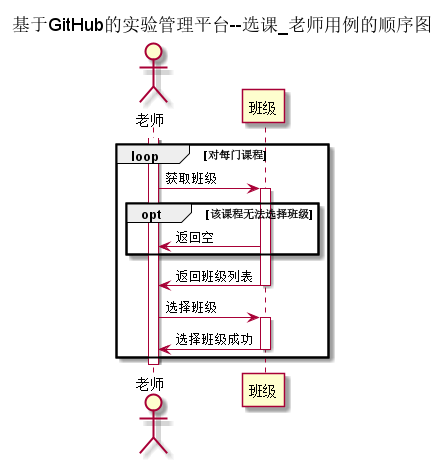 基于GitHub的实验管理平台--选课_老师用例的顺序图
老师
班级
loop [对每门课程]
获取班级
opt [该课程无法选择班级]
返回空
返回班级列表
选择班级
选择班级成功
老师
班级